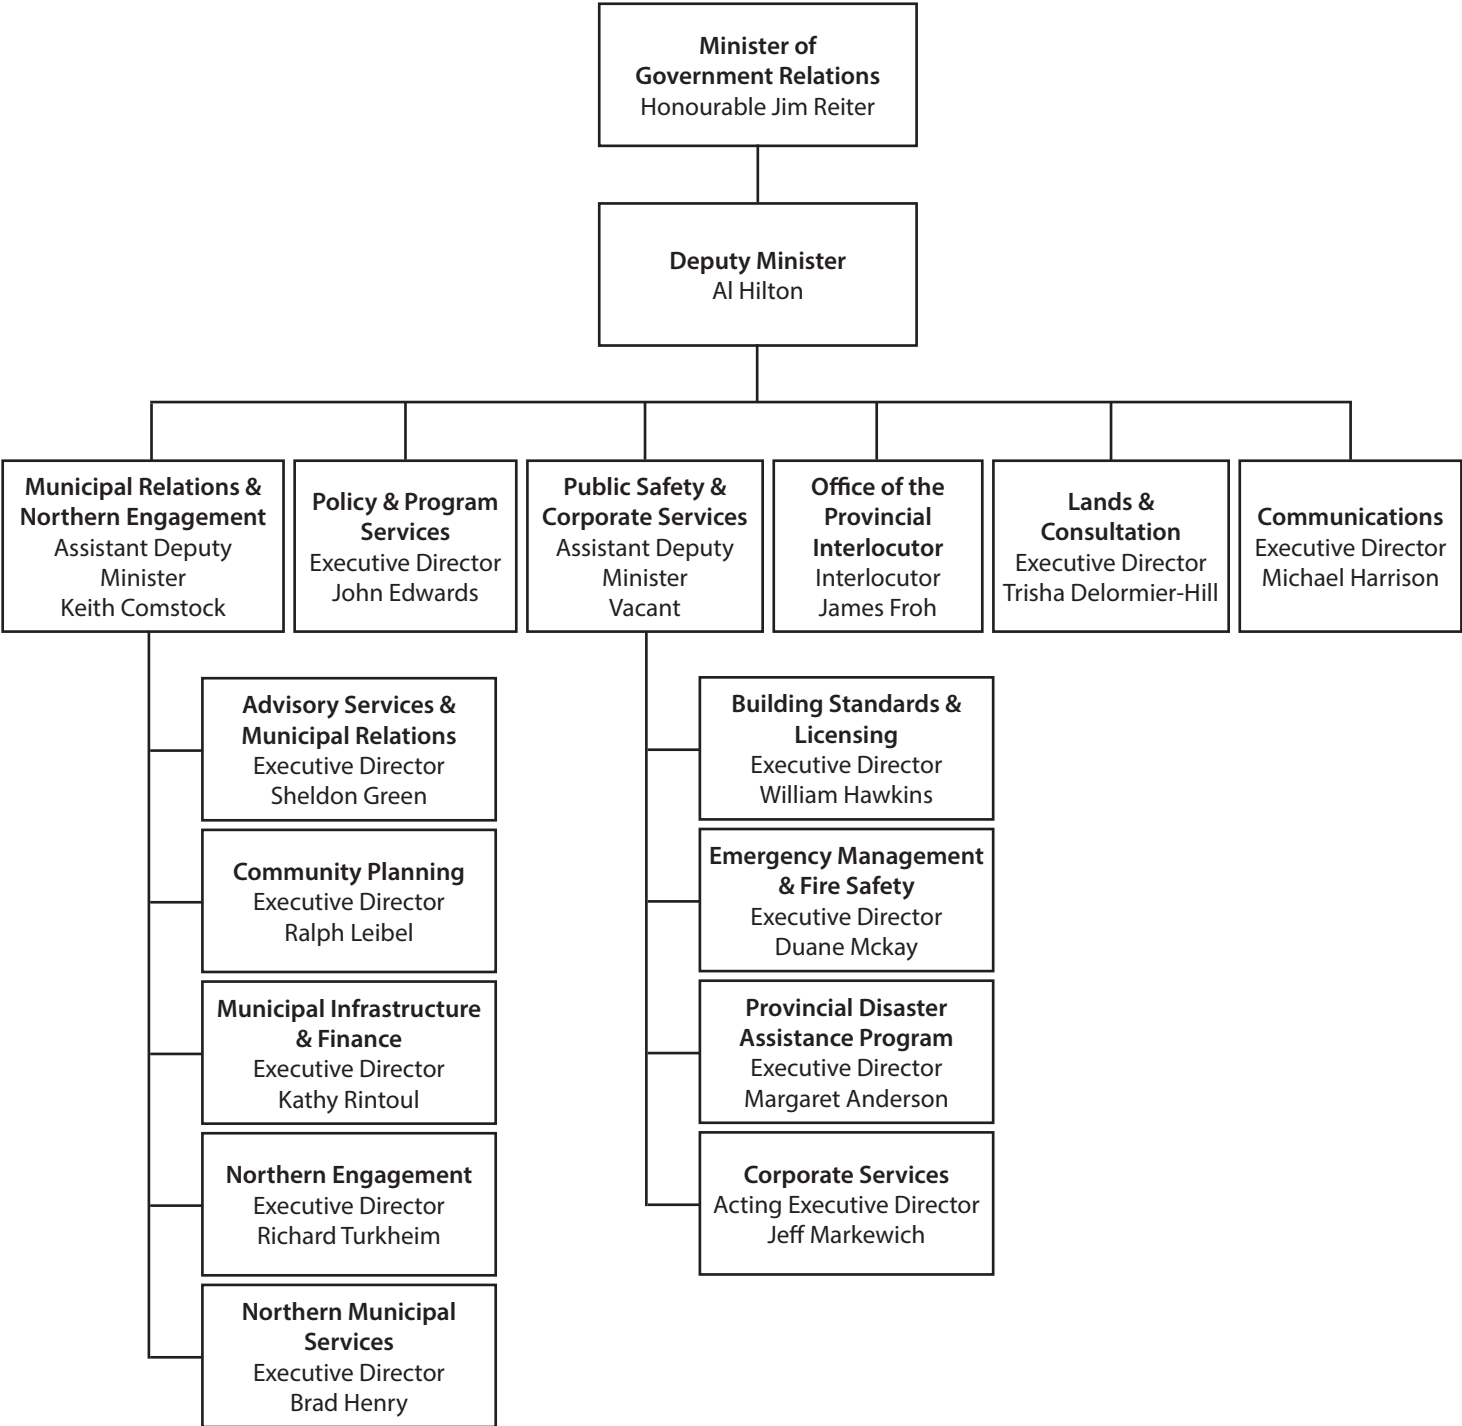 Minister of
Government Relations
Honourable Jim Reiter
Deputy Minister
Al Hilton
Municipal Relations &
Northern Engagement
Assistant Deputy
Minister
Keith Comstock
Policy & Program
Services
Executive Director
John Edwards
Public Safety &
Corporate Services
Assistant Deputy
Minister
Vacant
Office of the
Provincial
Interlocutor
Interlocutor
James Froh
Lands &
Consultation
Executive Director
Trisha Delormier-Hill
Communications
Executive Director
Michael Harrison
Advisory Services &
Municipal Relations
Executive Director
Sheldon Green
Community Planning
Executive Director
Ralph Leibel
Municipal Infrastructure
& Finance
Executive Director
Kathy Rintoul
Northern Engagement
Executive Director
Richard Turkheim
Northern Municipal
Services
Executive Director
Brad Henry
Building Standards &
Licensing
Executive Director
William Hawkins
Emergency Management
& Fire Safety
Executive Director
Duane Mckay
Provincial Disaster
Assistance Program
Executive Director
Margaret Anderson
Corporate Services
Acting Executive Director
Jeff Markewich